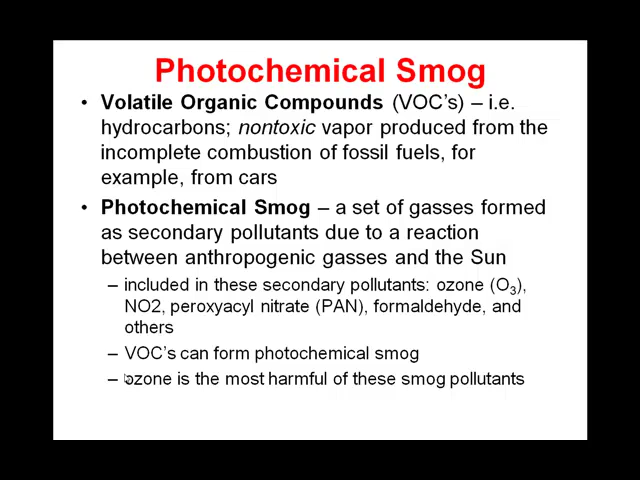 Photochemical Smog
• Volatile Organic Compounds (VOC's) – i.e.
hydrocarbons; nontoxic vapor produced from the
incomplete combustion of fossil fuels, for
example, from cars
• Photochemical Smog – a set of gasses formed
as secondary pollutants due to a reaction
between anthropogenic gasses and the Sun
– included in these secondary pollutants: ozone (O₃),
NO2, peroxyacyl nitrate (PAN), formaldehyde, and
others
– VOC's can form photochemical smog
– ozone is the most harmful of these smog pollutants